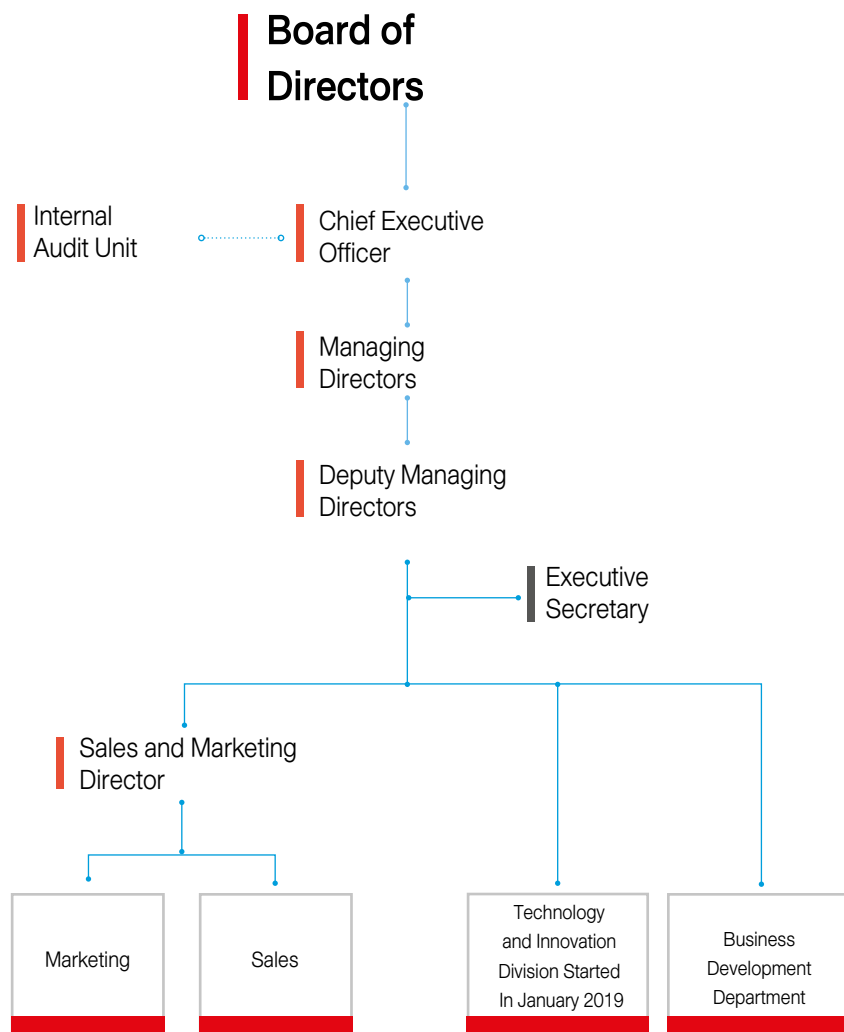 Board of
Directors
Internal
Audit Unit
Chief Executive
Officer
Managing
Directors
Deputy Managing
Directors
Executive
Secretary
Sales and Marketing
Director
Marketing
Sales
Technology
and Innovation
Division Started
In January 2019
Business
Development
Department